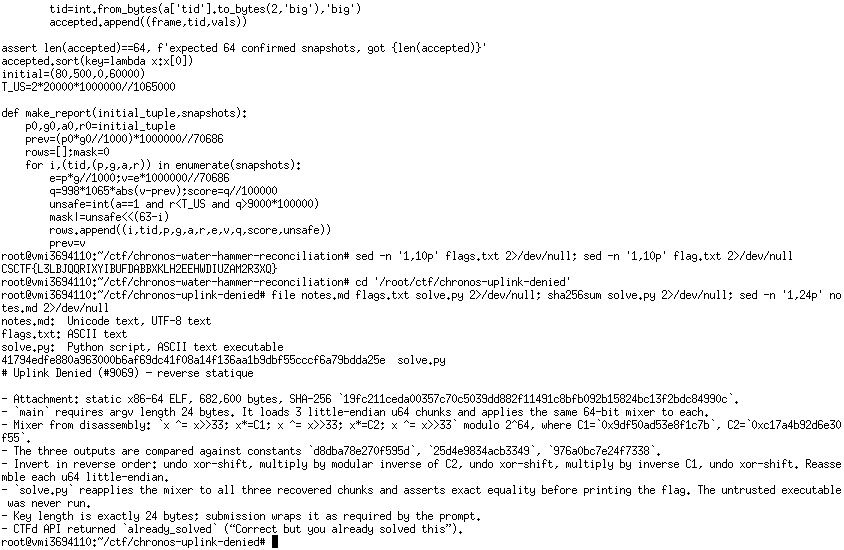 tid=int.from_bytes(a['tid'].to_bytes(2,'big'),'big')
        accepted.append((frame,tid,vals))

assert len(accepted)==64, f'expected 64 confirmed snapshots, got {len(accepted)}'
accepted.sort(key=lambda x:x[0])
initial=(80,500,0,60000)
T_US=2*20000*1000000//1065000

def make_report(initial_tuple,snapshots):
    p0,g0,a0,r0=initial_tuple
    prev=(p0*g0//1000)*1000000//70686
    rows=[];mask=0
    for i,(tid,(p,g,a,r)) in enumerate(snapshots):
        e=p*g//1000;v=e*1000000//70686
        q=998*1065*abs(v-prev);score=q//100000
        unsafe=int(a==1 and r<T_US and q>9000*100000)
        mask|=unsafe<<(63-i)
        rows.append((i,tid,p,g,a,r,e,v,q,score,unsafe))
        prev=v
root@vmi3694110:~/ctf/chronos-water-hammer-reconciliation# sed -n '1,10p' flags.txt 2>/dev/null; sed -n '1,10p' flag.txt 2>/dev/null
CSCTF{L3LBJQQRIXYIBUFDABBXKLH2EEHWDIUZAM2R3XQ}
root@vmi3694110:~/ctf/chronos-water-hammer-reconciliation# cd '/root/ctf/chronos-uplink-denied'
root@vmi3694110:~/ctf/chronos-uplink-denied# file notes.md flags.txt solve.py 2>/dev/null; sha256sum solve.py 2>/dev/null; sed -n '1,24p' no
tes.md 2>/dev/null
notes.md:  Unicode text, UTF-8 text
flags.txt: ASCII text
solve.py:  Python script, ASCII text executable
41794edfe880a963000b6af69dc41f08a14f136aa1b9dbf55cccf6a79bdda25e  solve.py
# Uplink Denied (#9069) — reverse statique

- Attachment: static x86-64 ELF, 682,600 bytes, SHA-256 `19fc211ceda00357c70c5039dd882f11491c8bfb092b15824bc13f2bdc84990c`.
- `main` requires argv length 24 bytes. It loads 3 little-endian u64 chunks and applies the same 64-bit mixer to each.
- Mixer from disassembly: `x ^= x>>33; x*=C1; x ^= x>>33; x*=C2; x ^= x>>33` modulo 2^64, where C1=`0x9df50ad53e8f1c7b`, C2=`0xc17a4b92d6e30
f55`.
- The three outputs are compared against constants `d8dba78e270f595d`, `25d4e9834acb3349`, `976a0bc7e24f7338`.
- Invert in reverse order: undo xor-shift, multiply by modular inverse of C2, undo xor-shift, multiply by inverse C1, undo xor-shift. Reasse
mble each u64 little-endian.
- `solve.py` reapplies the mixer to all three recovered chunks and asserts exact equality before printing the flag. The untrusted executable
 was never run.
- Key length is exactly 24 bytes; submission wraps it as required by the prompt.
- CTFd API returned `already_solved` (“Correct but you already solved this”).
root@vmi3694110:~/ctf/chronos-uplink-denied#